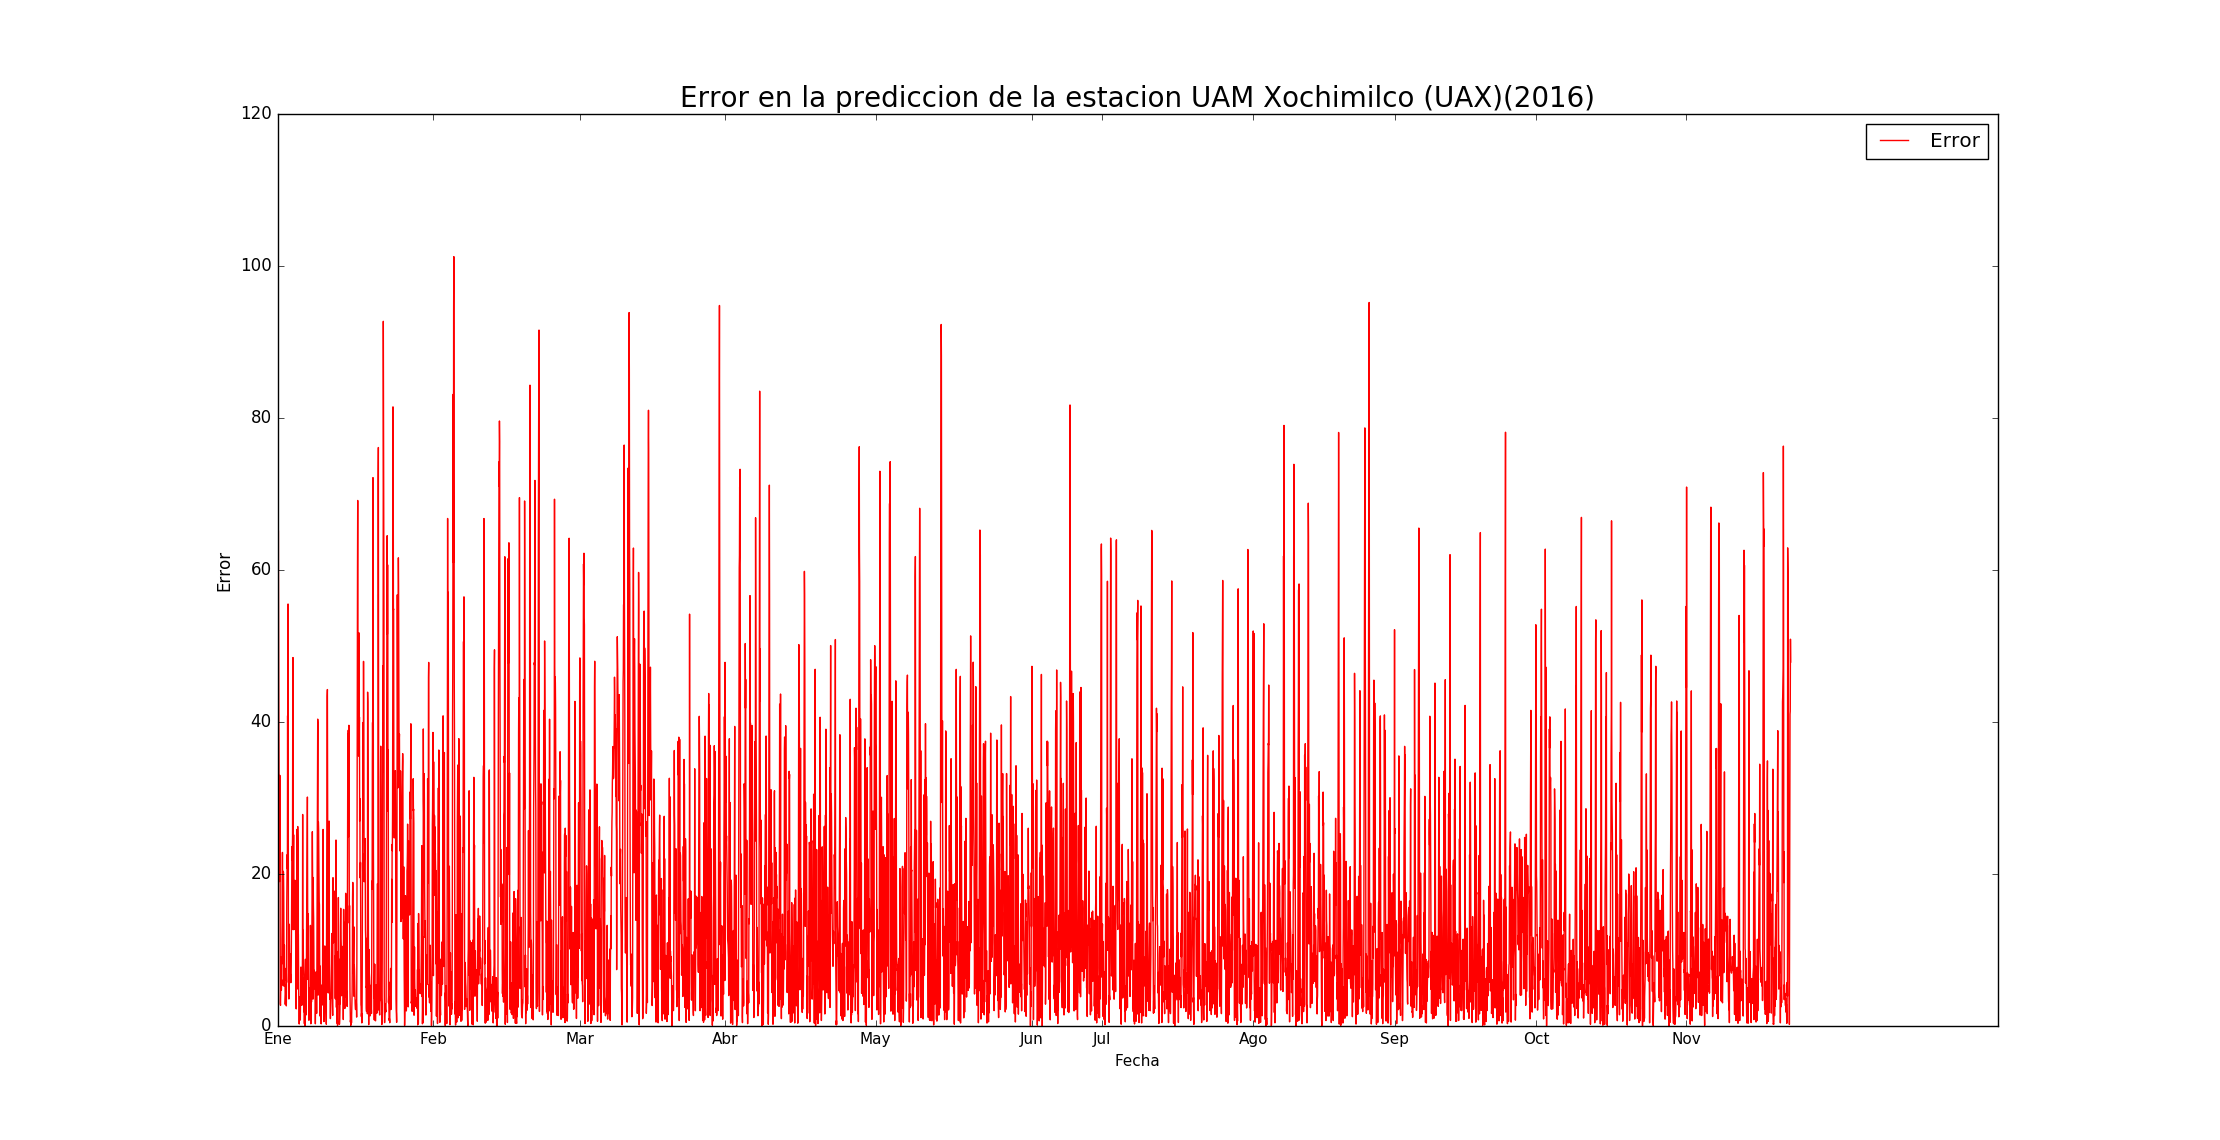 Error en la prediccion de la estacion UAM Xochimilco (UAX)(2016)
120
100
80
60
40
20
0
Error
Error
Ene Feb Mar Abr May Jun Jul Ago Sep Oct Nov
Fecha